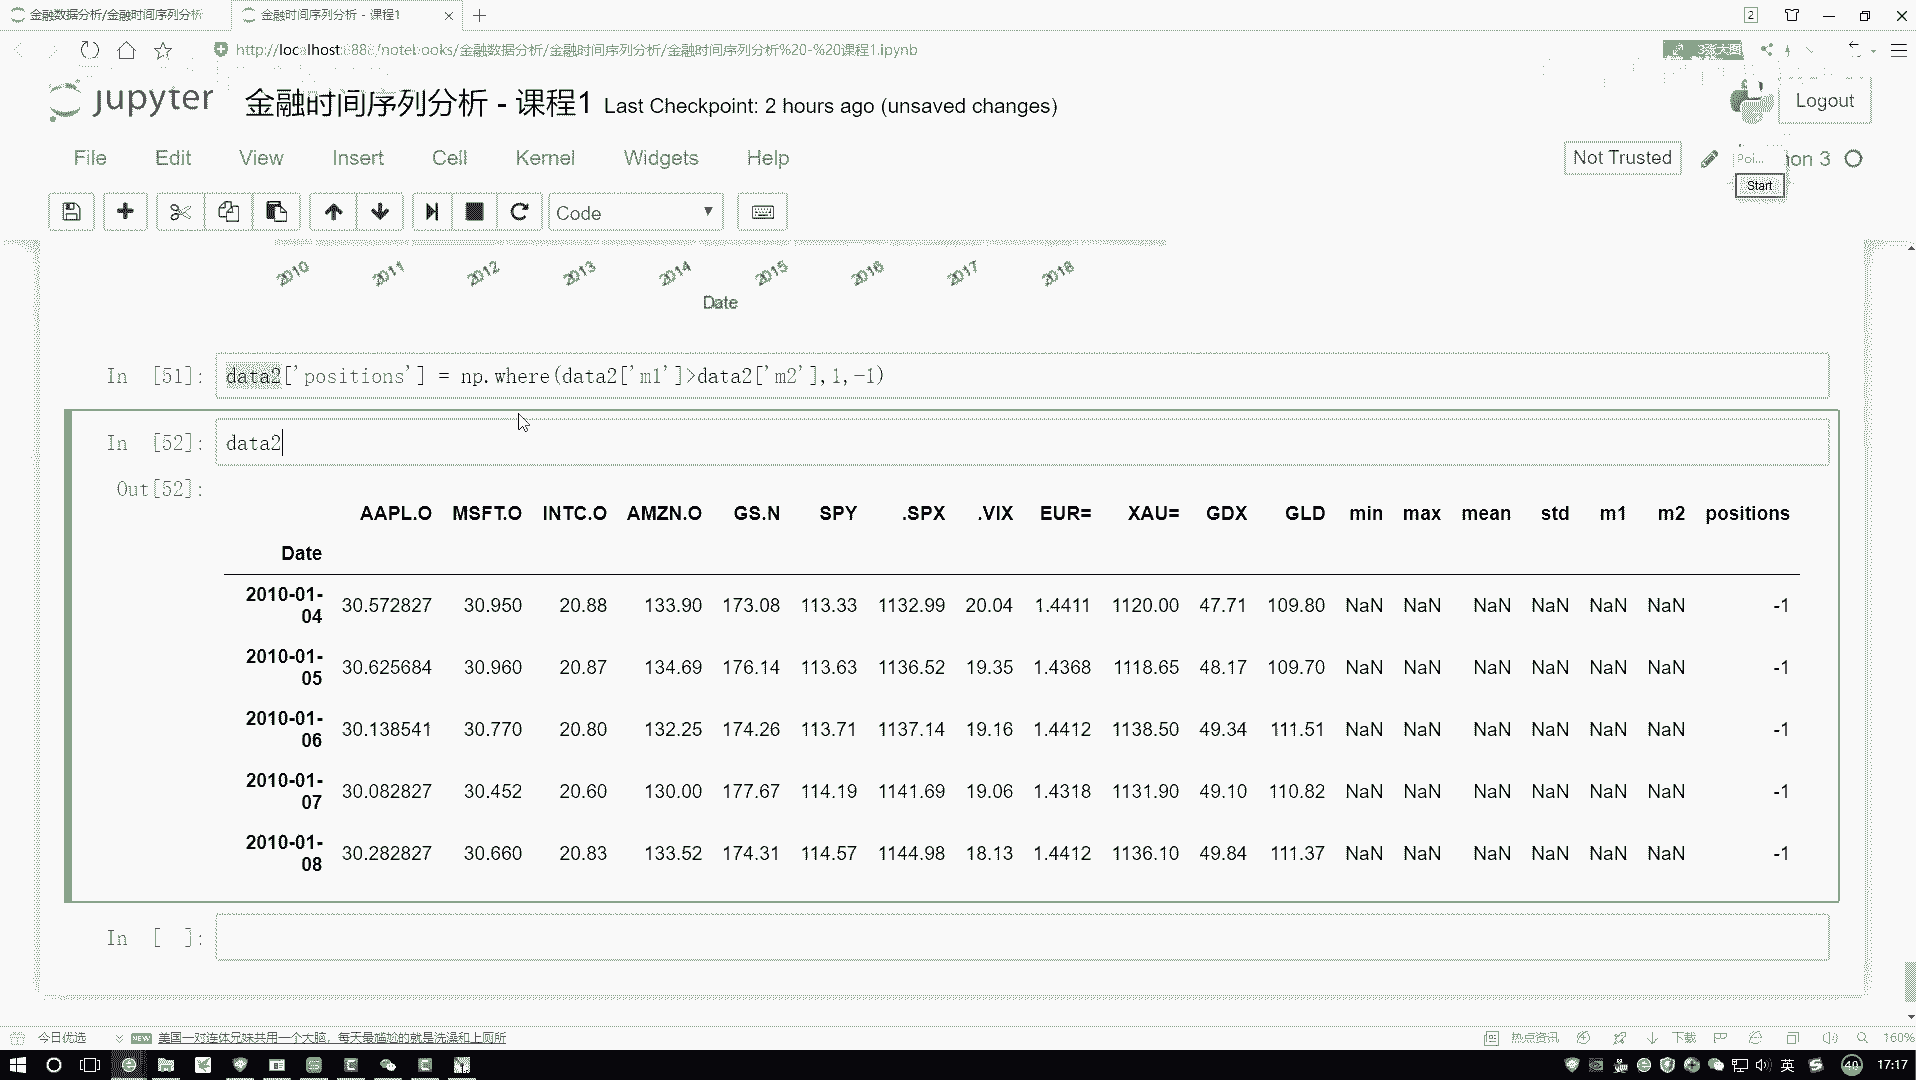 金融数据分析/金融时间序列分析
金融时间序列分析 - 课程1
2
http://localhost:888/notebooks/金融数据分析/金融时间序列分析/金融时间序列分析%20-%20课程1.ipynb
3张大图
jupyter 金融时间序列分析 - 课程1 Last Checkpoint: 2 hours ago (unsaved changes)
Logout
File Edit View Insert Cell Kernel Widgets Help
Not Trusted
Poi...
hon 3
Start
Code
2010 2011 2012 2013 2014 2015 2016 2017 2018
Date
In [51]: data2['positions'] = np.where(data2['m1']>data2['m2'],1,-1)
In [52]: data2
Out[52]:
AAPL.O MSFT.O INTC.O AMZN.O GS.N SPY .SPX .VIX EUR= XAU= GDX GLD min max mean std m1 m2 positions
Date
2010-01-04 30.572827 30.950 20.88 133.90 173.08 113.33 1132.99 20.04 1.4411 1120.00 47.71 109.80 NaN NaN NaN NaN NaN NaN -1
2010-01-05 30.625684 30.960 20.87 134.69 176.14 113.63 1136.52 19.35 1.4368 1118.65 48.17 109.70 NaN NaN NaN NaN NaN NaN -1
2010-01-06 30.138541 30.770 20.80 132.25 174.26 113.71 1137.14 19.16 1.4412 1138.50 49.34 111.51 NaN NaN NaN NaN NaN NaN -1
2010-01-07 30.082827 30.452 20.60 130.00 177.67 114.19 1141.69 19.06 1.4318 1131.90 49.10 110.82 NaN NaN NaN NaN NaN NaN -1
2010-01-08 30.282827 30.660 20.83 133.52 174.31 114.57 1144.98 18.13 1.4412 1136.10 49.84 111.37 NaN NaN NaN NaN NaN NaN -1
In [ ]:
今日优选
NEW 美国一对连体兄妹共用一个大脑，每天最尴尬的就是洗澡和上厕所
热点资讯
下载
160%
英
40
17:17